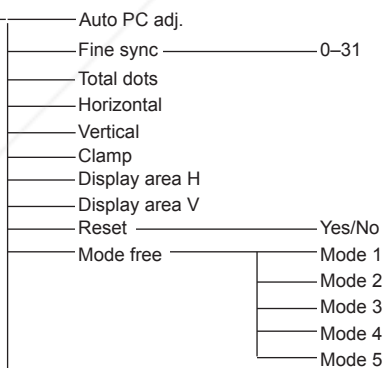 Auto PC adj.
Fine sync 0–31
Total dots
Horizontal
Vertical
Clamp
Display area H
Display area V
Reset Yes/No
Mode free Mode 1
Mode 2
Mode 3
Mode 4
Mode 5